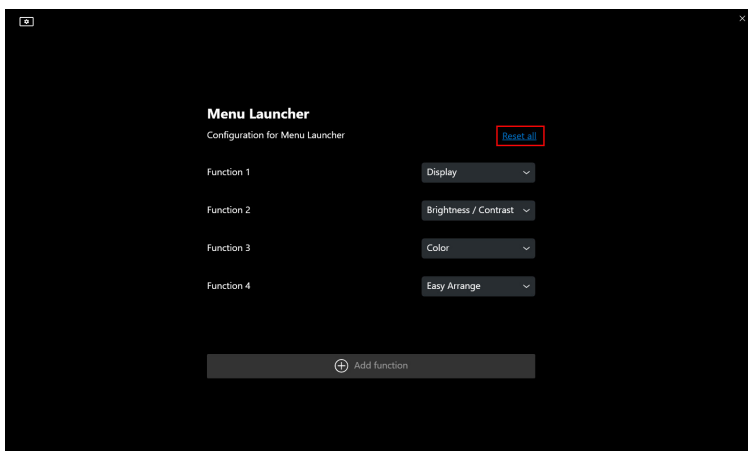 Menu Launcher
Configuration for Menu Launcher
Reset all
Function 1
Display
Function 2
Brightness / Contrast
Function 3
Color
Function 4
Easy Arrange
Add function